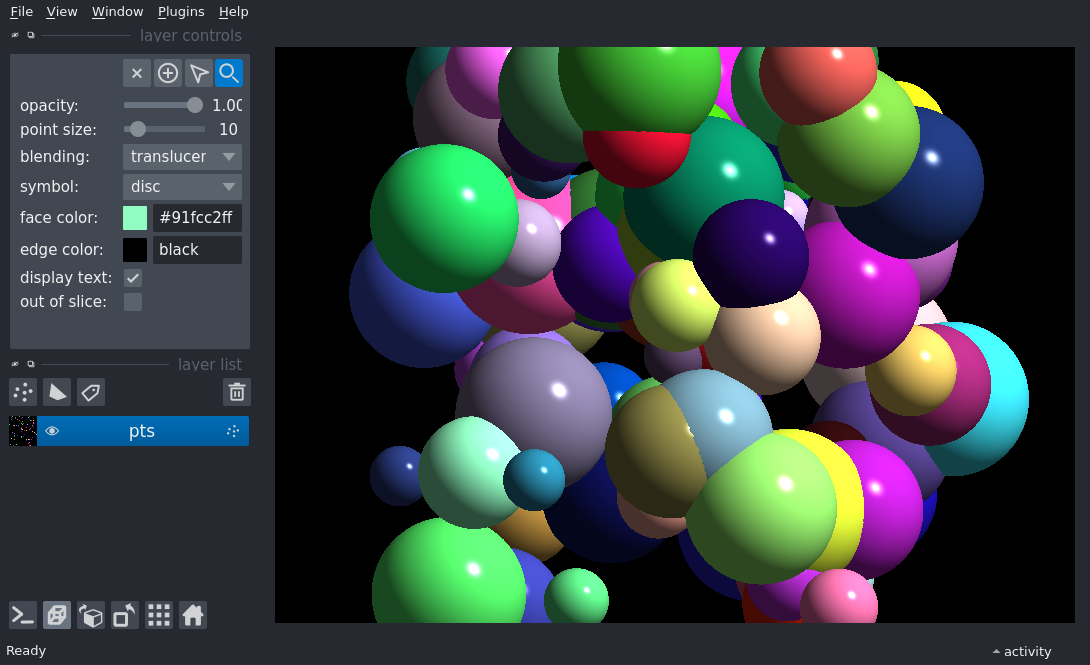 File View Window Plugins Help
layer controls
opacity: 1.00
point size: 10
blending: translucer
symbol: disc
face color: #91fcc2ff
edge color: black
display text:
out of slice:
layer list
pts
Ready
activity